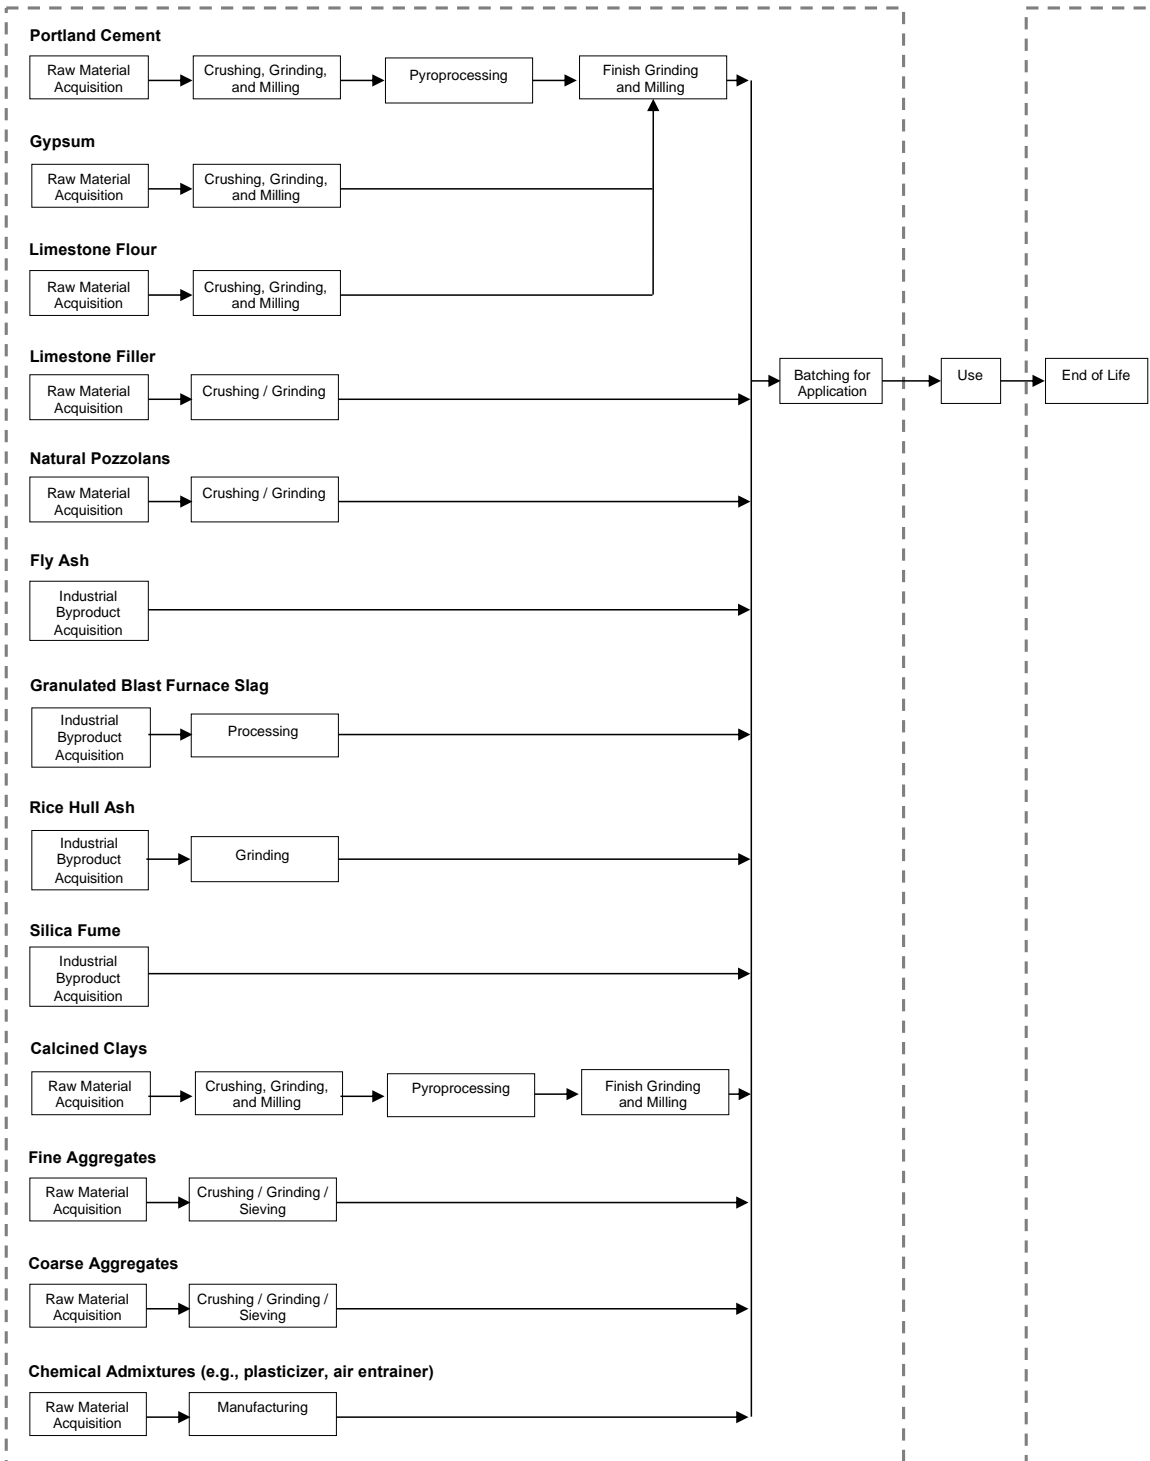 Portland Cement
Raw Material
Acquisition
Crushing, Grinding,
and Milling
Pyroprocessing
Finish Grinding
and Milling
Gypsum
Raw Material
Acquisition
Crushing, Grinding,
and Milling
Limestone Flour
Raw Material
Acquisition
Crushing, Grinding,
and Milling
Limestone Filler
Raw Material
Acquisition
Crushing / Grinding
Batching for
Application
Use
End of Life
Natural Pozzolans
Raw Material
Acquisition
Crushing / Grinding
Fly Ash
Industrial
Byproduct
Acquisition
Granulated Blast Furnace Slag
Industrial
Byproduct
Acquisition
Processing
Rice Hull Ash
Industrial
Byproduct
Acquisition
Grinding
Silica Fume
Industrial
Byproduct
Acquisition
Calcined Clays
Raw Material
Acquisition
Crushing, Grinding,
and Milling
Pyroprocessing
Finish Grinding
and Milling
Fine Aggregates
Raw Material
Acquisition
Crushing / Grinding /
Sieving
Coarse Aggregates
Raw Material
Acquisition
Crushing / Grinding /
Sieving
Chemical Admixtures (e.g., plasticizer, air entrainer)
Raw Material
Acquisition
Manufacturing